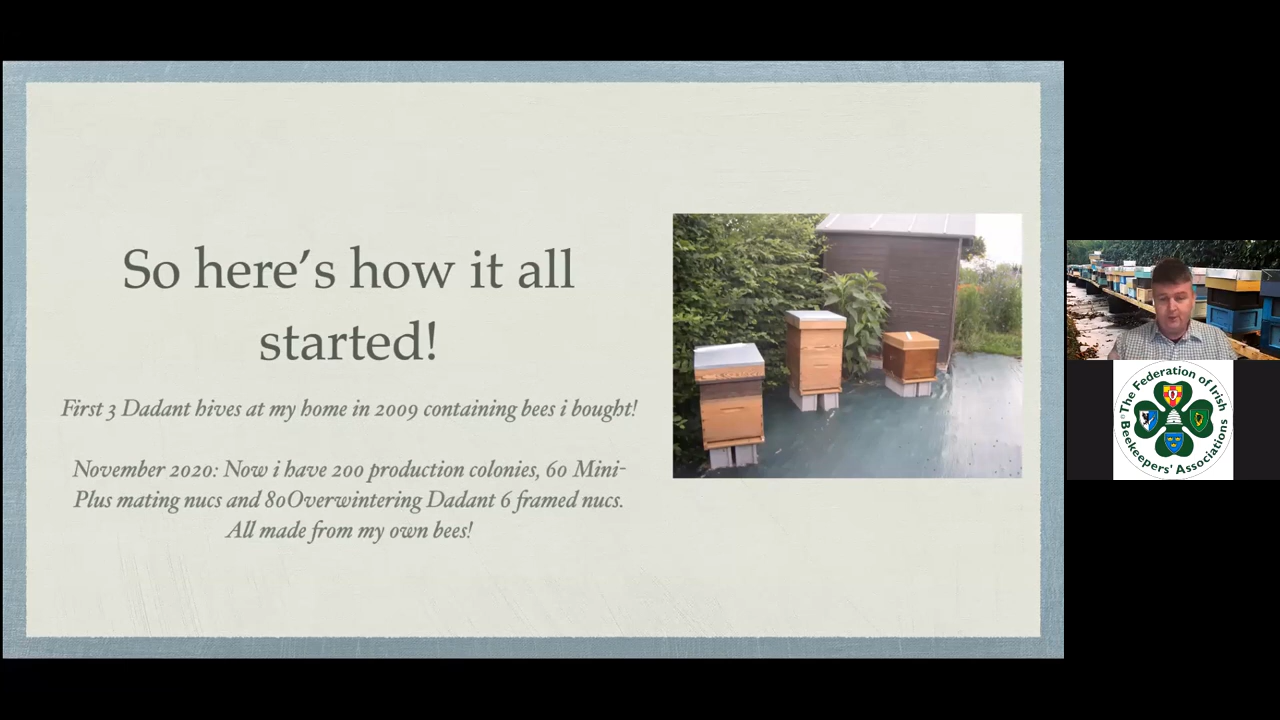 So here's how it all
started!
First 3 Dadant hives at my home in 2009 containing bees i bought!
November 2020: Now i have 200 production colonies, 60 Mini-
Plus mating nucs and 80Overwintering Dadant 6 framed nucs.
All made from my own bees!
The Federation of Irish
Beekeepers' Associations